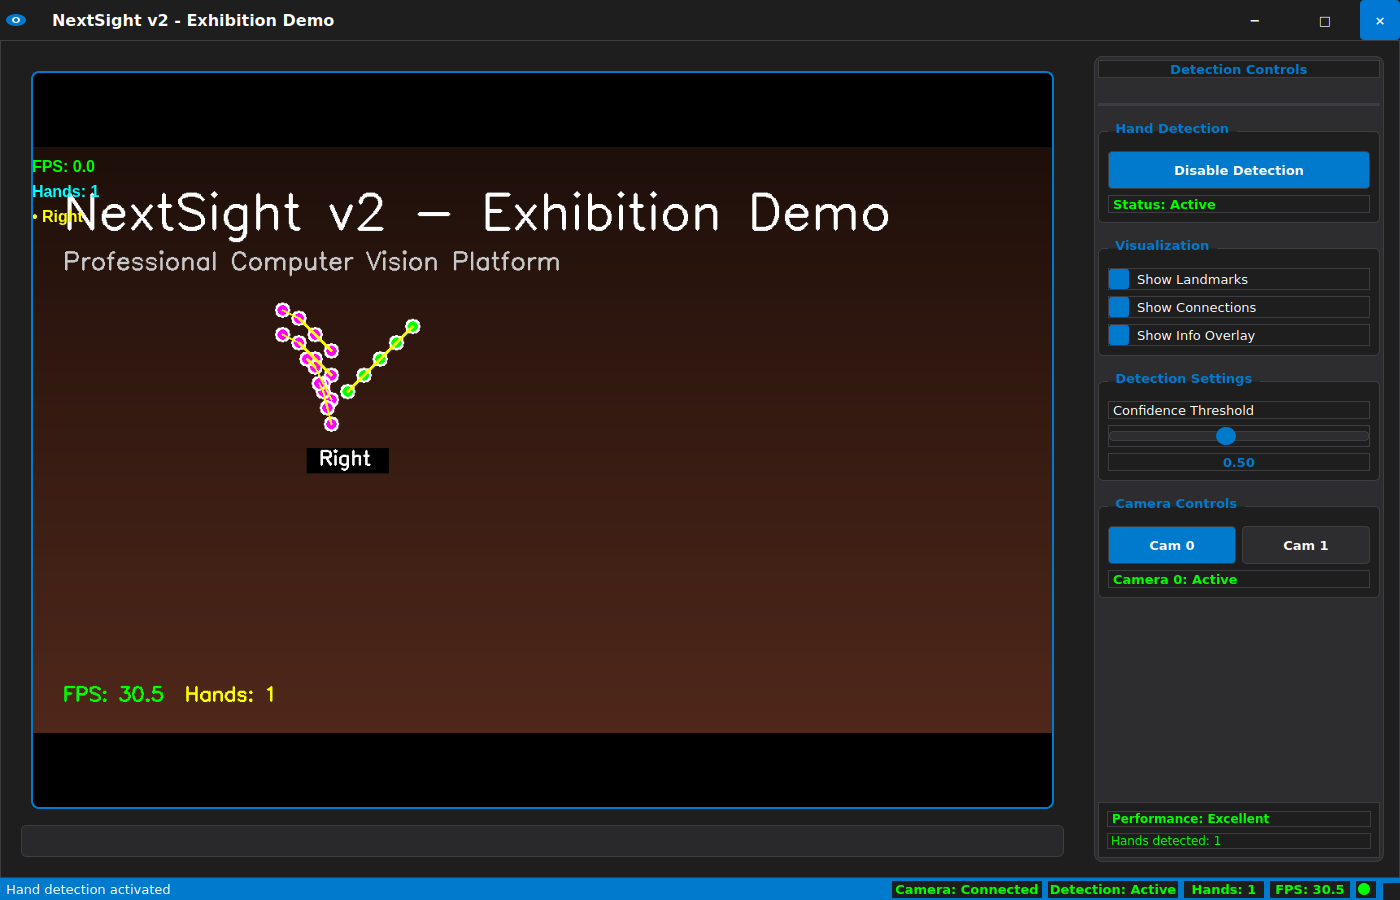 NextSight v2 - Exhibition Demo
FPS: 0.0
Hands: 1
• Right
NextSight v2 - Exhibition Demo
Professional Computer Vision Platform
Right
FPS: 30.5 Hands: 1
Detection Controls
Hand Detection
Disable Detection
Status: Active
Visualization
Show Landmarks
Show Connections
Show Info Overlay
Detection Settings
Confidence Threshold
0.50
Camera Controls
Cam 0 Cam 1
Camera 0: Active
Performance: Excellent
Hands detected: 1
Hand detection activated Camera: Connected Detection: Active Hands: 1 FPS: 30.5